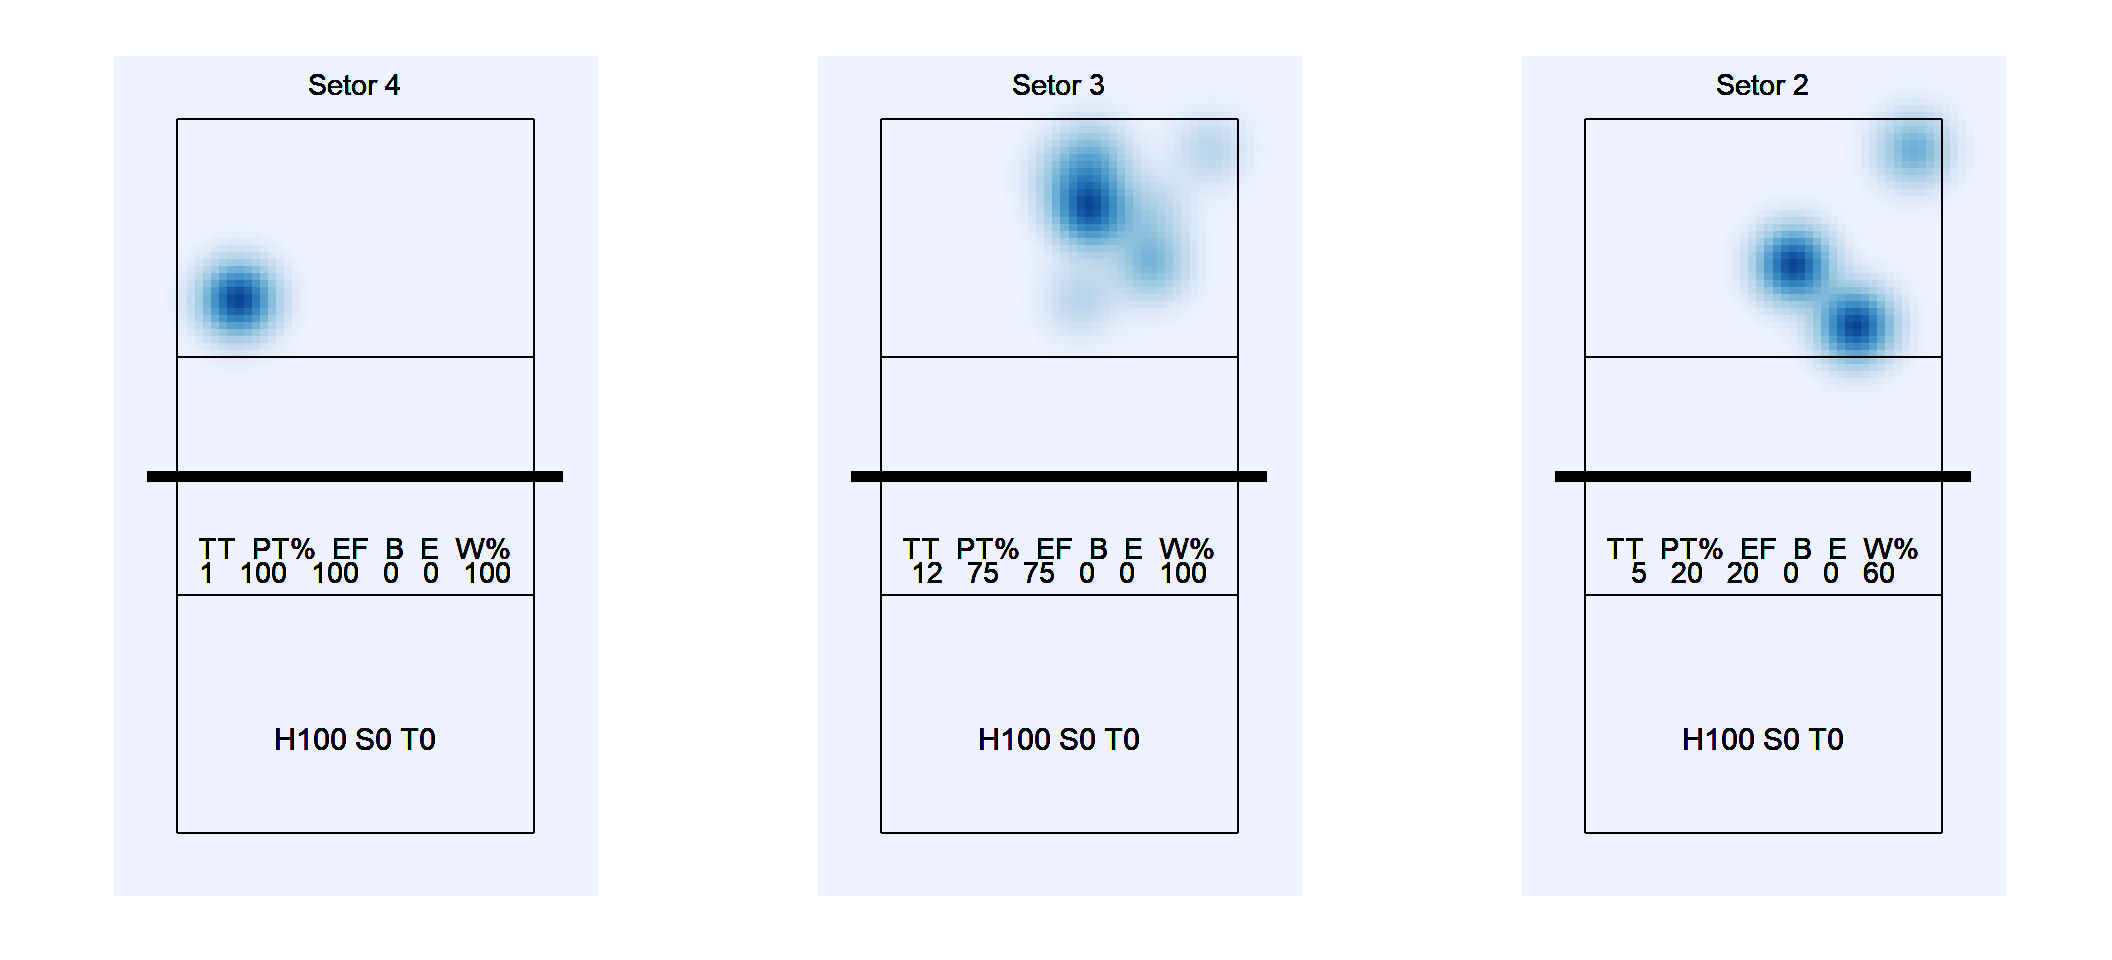 Setor 4
TT PT% EF B E W%
1 100 100 0 0 100
H100 S0 T0
Setor 3
TT PT% EF B E W%
12 75 75 0 0 100
H100 S0 T0
Setor 2
TT PT% EF B E W%
5 20 20 0 0 60
H100 S0 T0